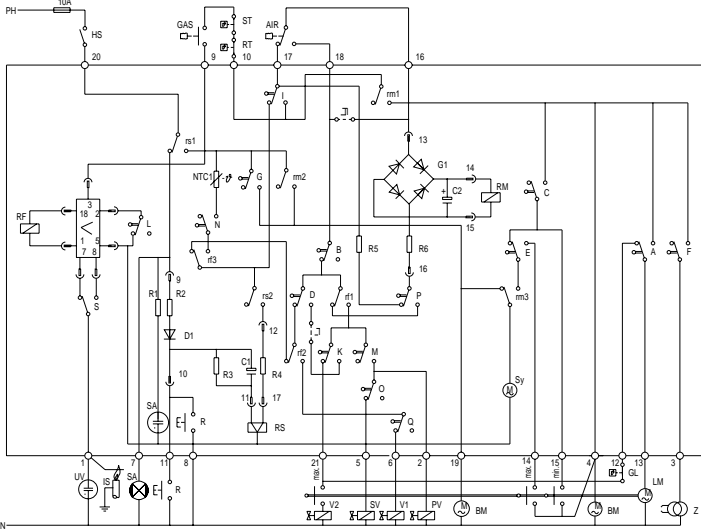 10A
PH
HS
GAS
ST
RT
AIR
20
9
10
17
18
16
I
rm1
rs1
13
G1
14
NTC1
ϑ
G
rm2
+
C2
RM
C
3
18
2
RF
L
1
5
7
8
15
N
B
R5
R6
E
A
F
rf3
16
9
S
R1
R2
rs2
D
rf1
P
rm3
12
D1
K
M
rf2
C1
R3
R4
Sy
M
10
11
17
O
SA
R
RS
Q
1
7
11
8
21
5
6
2
19
14
15
4
12
13
3
max.
max.
min.
GL
UV
IS
SA
R
LM
M
V2
SV
V1
PV
M
BM
M
BM
Z
N